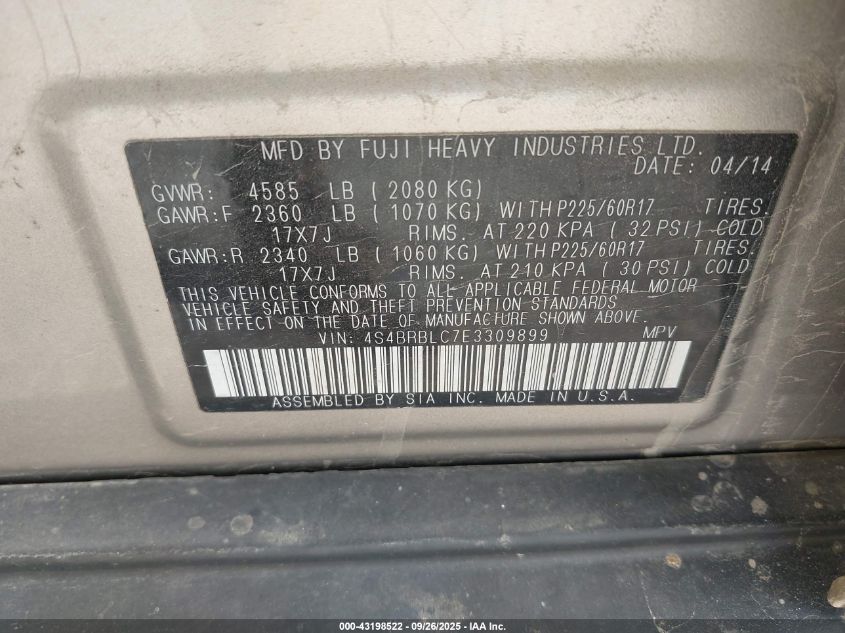 MFD BY FUJI HEAVY INDUSTRIES LTD.
DATE: 04/14
GVWR: 4585 LB ( 2080 KG)
GAWR:F 2360 LB ( 1070 KG) WITH P225/60R17 TIRES.
17X7J RIMS. AT 220 KPA ( 32 PSI) COLD
GAWR:R 2340 LB ( 1060 KG) WITH P225/60R17 TIRES.
17X7J RIMS. AT 210 KPA ( 30 PSI) COLD
THIS VEHICLE CONFORMS TO ALL APPLICABLE FEDERAL MOTOR
VEHICLE SAFETY AND THEFT PREVENTION STANDARDS
IN EFFECT ON THE DATE OF MANUFACTURE SHOWN ABOVE.
VIN: 4S4BRBLC7E3309899 MPV
ASSEMBLED BY SIA INC. MADE IN U.S.A.
000-43198522 - 09/26/2025 - IAA Inc.